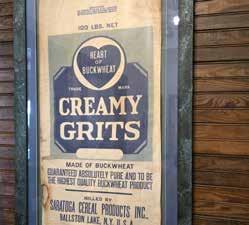 100 LBS. NET
HEART
OF
BUCKWHEAT
TRADE MARK
CREAMY
GRITS
MADE OF BUCKWHEAT
GUARANTEED ABSOLUTELY PURE AND TO BE
THE HIGHEST QUALITY BUCKWHEAT PRODUCT
MILLED BY
SARATOGA CEREAL PRODUCTS INC.
BALLSTON LAKE, N.Y. U.S.A.